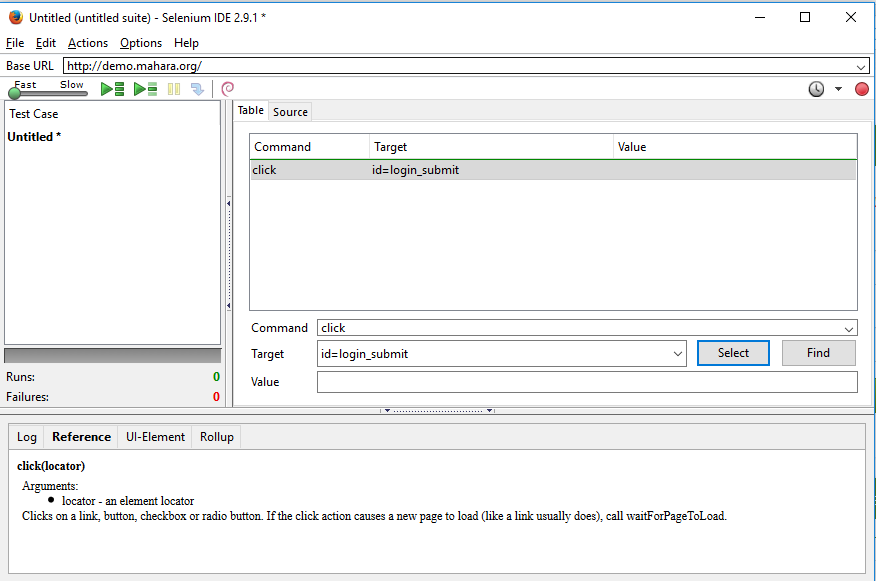 Untitled (untitled suite) - Selenium IDE 2.9.1 *
File Edit Actions Options Help
Base URL http://demo.mahara.org/
Fast Slow
Test Case
Untitled *
Runs: 0
Failures: 0
Table Source
Command Target Value
click id=login_submit
Command click
Target id=login_submit Select Find
Value
Log Reference UI-Element Rollup
click(locator)
Arguments:
• locator - an element locator
Clicks on a link, button, checkbox or radio button. If the click action causes a new page to load (like a link usually does), call waitForPageToLoad.